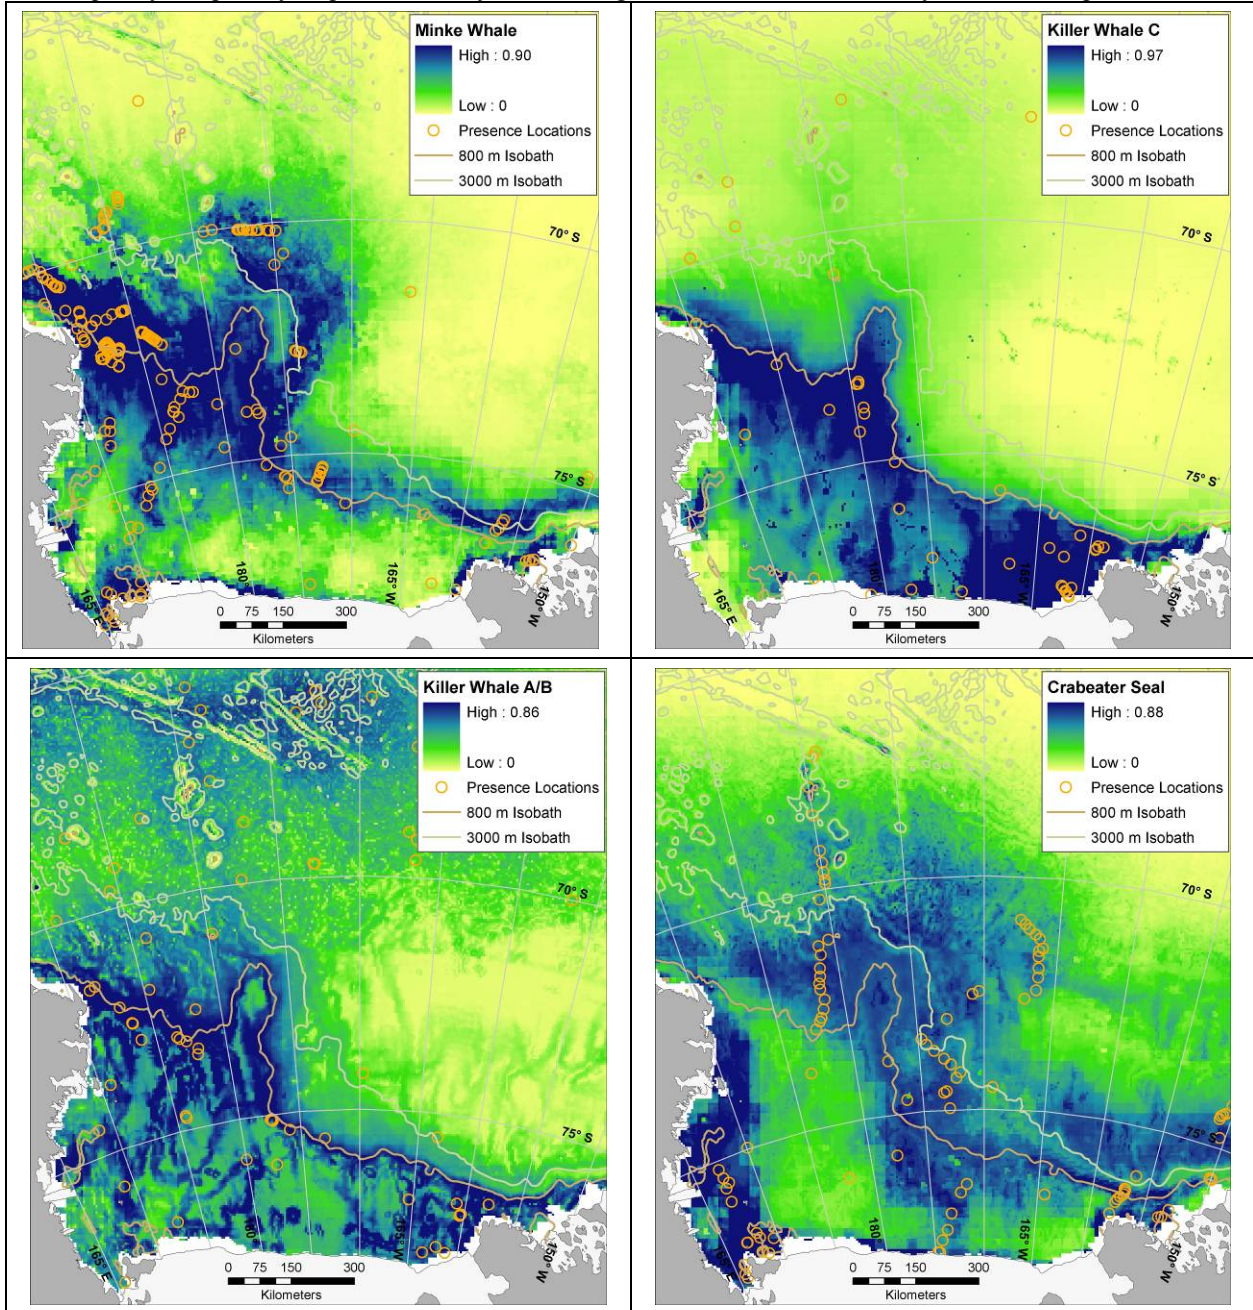 Minke Whale
High : 0.90
Low : 0
Presence Locations
800 m Isobath
3000 m Isobath
70° S
75° S
165° E
180°
165° W
150° W
0 75 150 300
Kilometers
Killer Whale C
High : 0.97
Low : 0
Presence Locations
800 m Isobath
3000 m Isobath
70° S
75° S
165° E
180°
165° W
150° W
0 75 150 300
Kilometers
Killer Whale A/B
High : 0.86
Low : 0
Presence Locations
800 m Isobath
3000 m Isobath
70° S
75° S
165° E
180°
165° W
150° W
0 75 150 300
Kilometers
Crabeater Seal
High : 0.88
Low : 0
Presence Locations
800 m Isobath
3000 m Isobath
70° S
75° S
165° E
180°
165° W
150° W
0 75 150 300
Kilometers